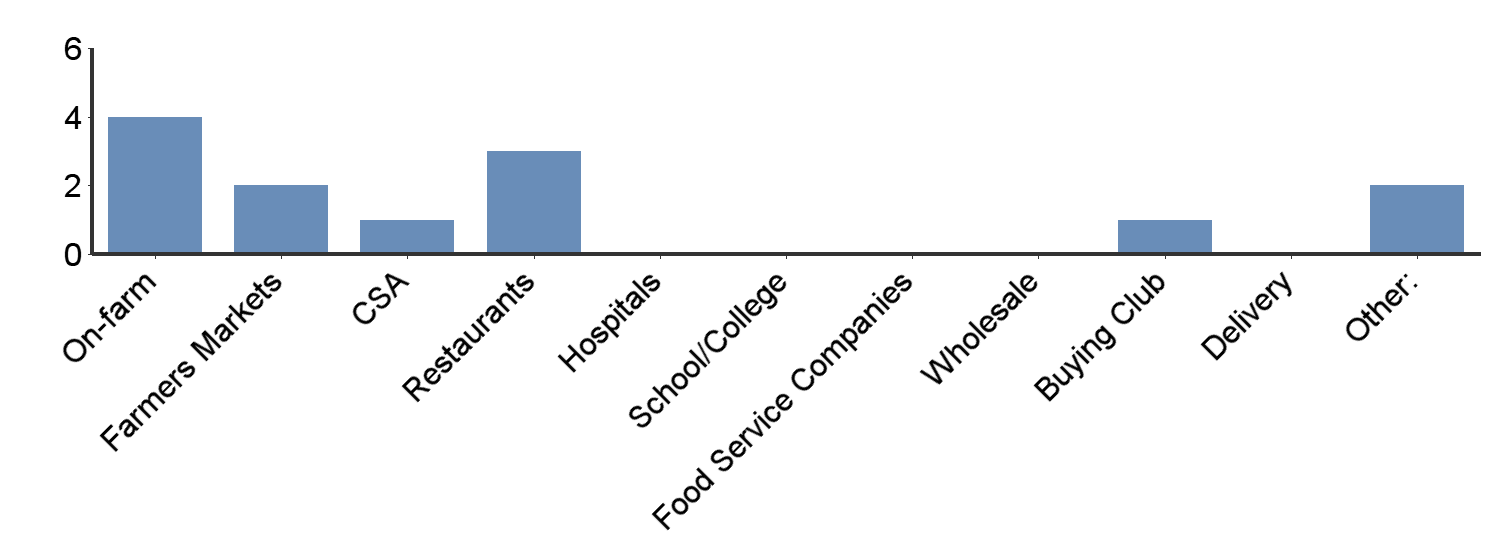 6
4
2
0
On-farm
Farmers Markets
CSA
Restaurants
Hospitals
School/College
Food Service Companies
Wholesale
Buying Club
Delivery
Other: